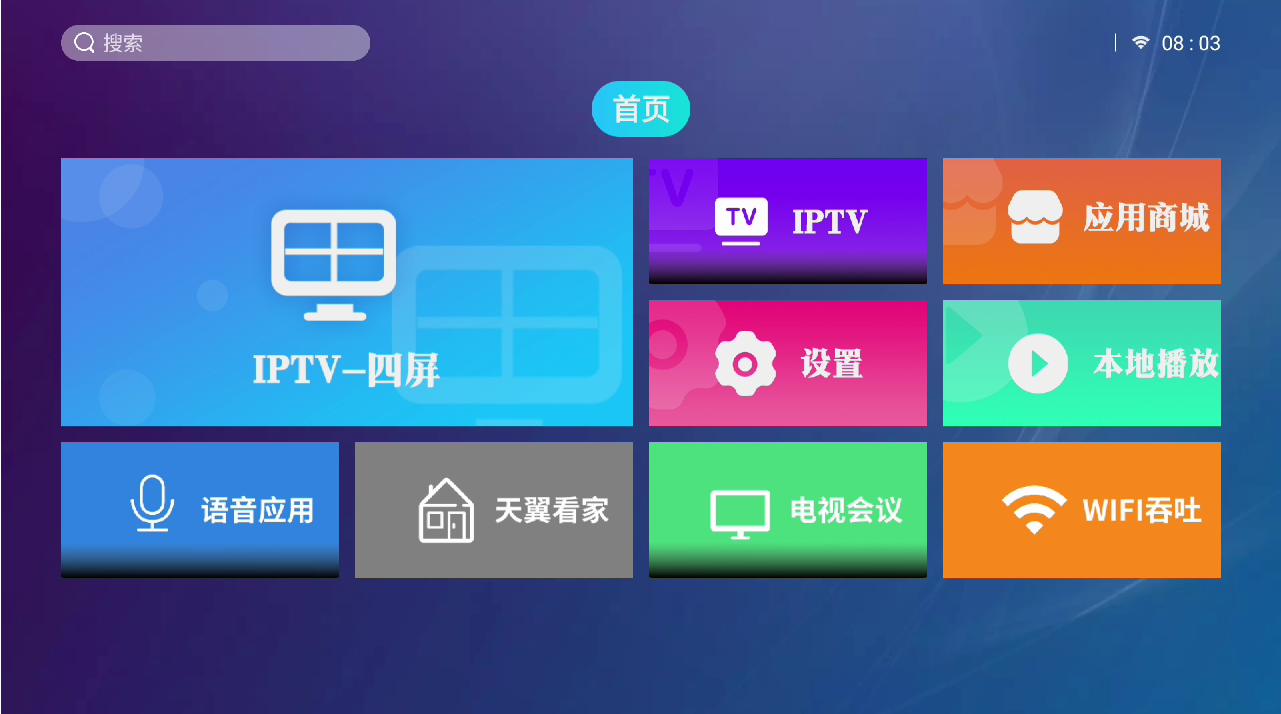 搜索
08 : 03
首页
IPTV-四屏
TV
TV
IPTV
应用商城
设置
本地播放
语音应用
天翼看家
电视会议
WIFI吞吐